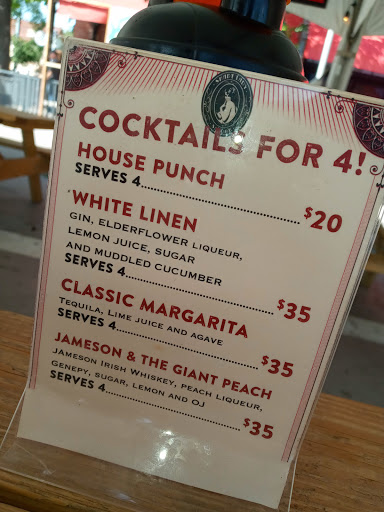 COCKTAILS FOR 4!
HOUSE PUNCH
SERVES 4 $20
WHITE LINEN
GIN, ELDERFLOWER LIQUEUR,
LEMON JUICE, SUGAR
AND MUDDLED CUCUMBER
SERVES 4 $35
CLASSIC MARGARITA
TEQUILA, LIME JUICE AND AGAVE
SERVES 4 $35
JAMESON & THE GIANT PEACH
JAMESON IRISH WHISKEY, PEACH LIQUEUR,
GENEPY, SUGAR, LEMON AND OJ
SERVES 4 $35